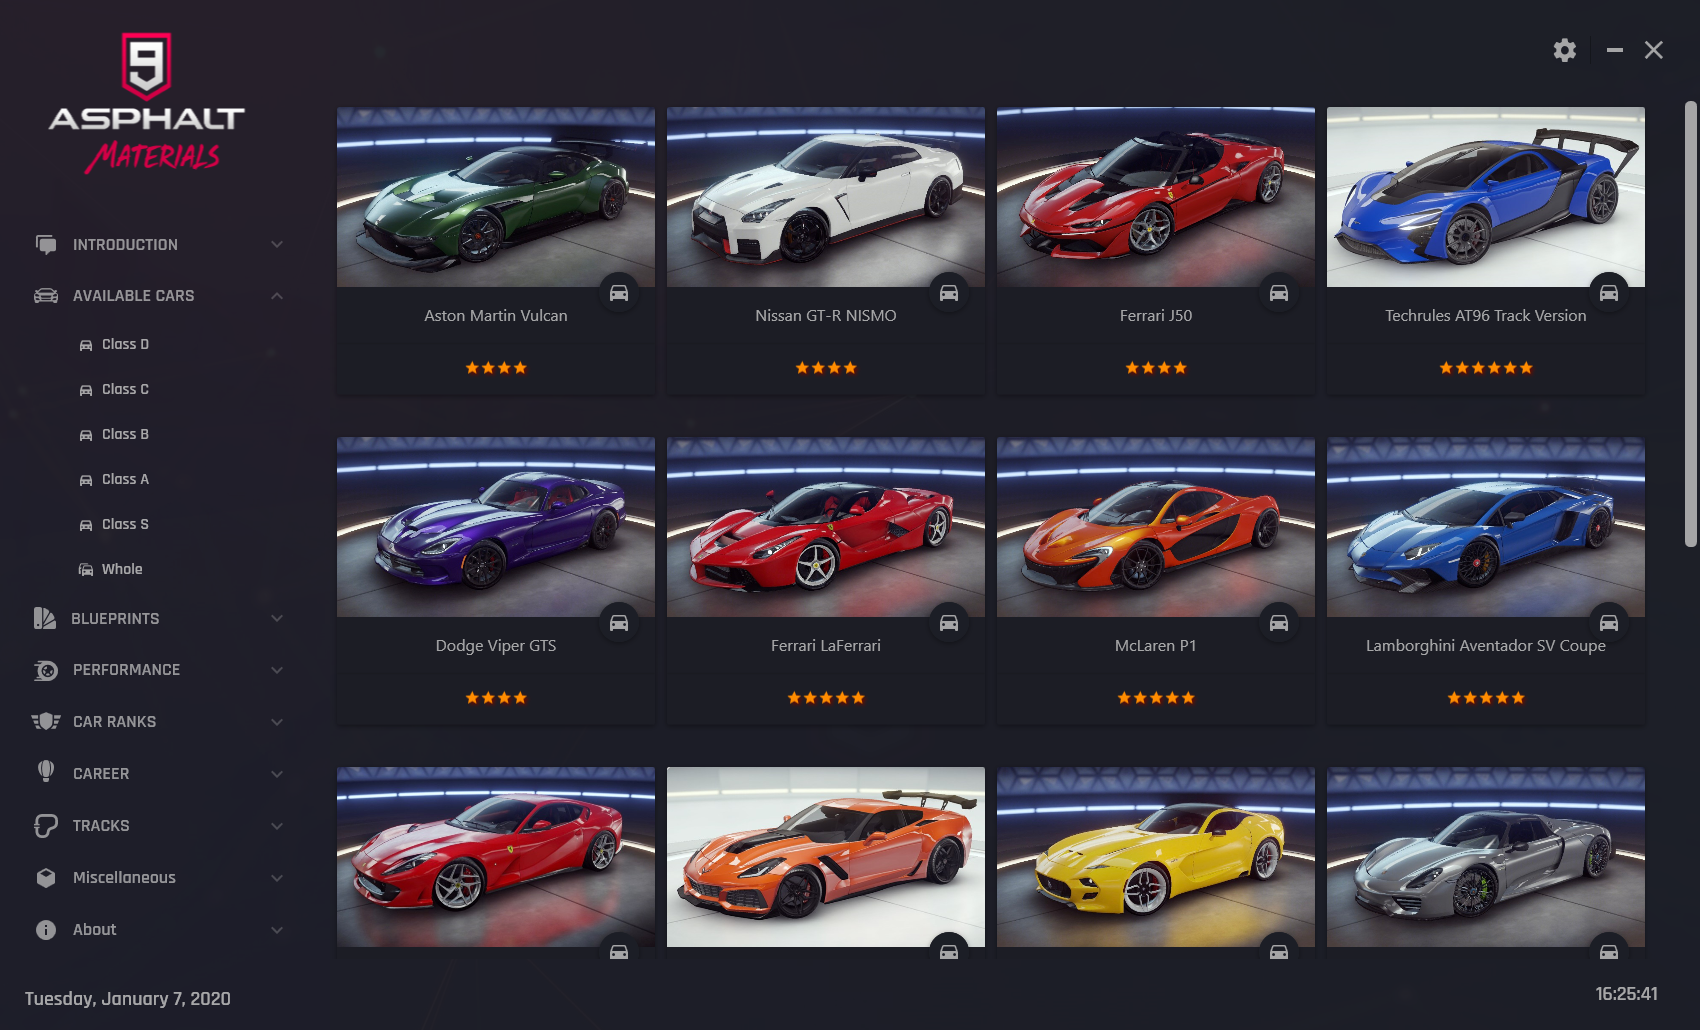 9
ASPHALT
MATERIALS
INTRODUCTION
AVAILABLE CARS
Class D
Class C
Class B
Class A
Class S
Whole
BLUEPRINTS
PERFORMANCE
CAR RANKS
CAREER
TRACKS
Miscellaneous
About
Tuesday, January 7, 2020
Aston Martin Vulcan
Nissan GT-R NISMO
Ferrari J50
Techrules AT96 Track Version
Dodge Viper GTS
Ferrari LaFerrari
McLaren P1
Lamborghini Aventador SV Coupe
16:25:41